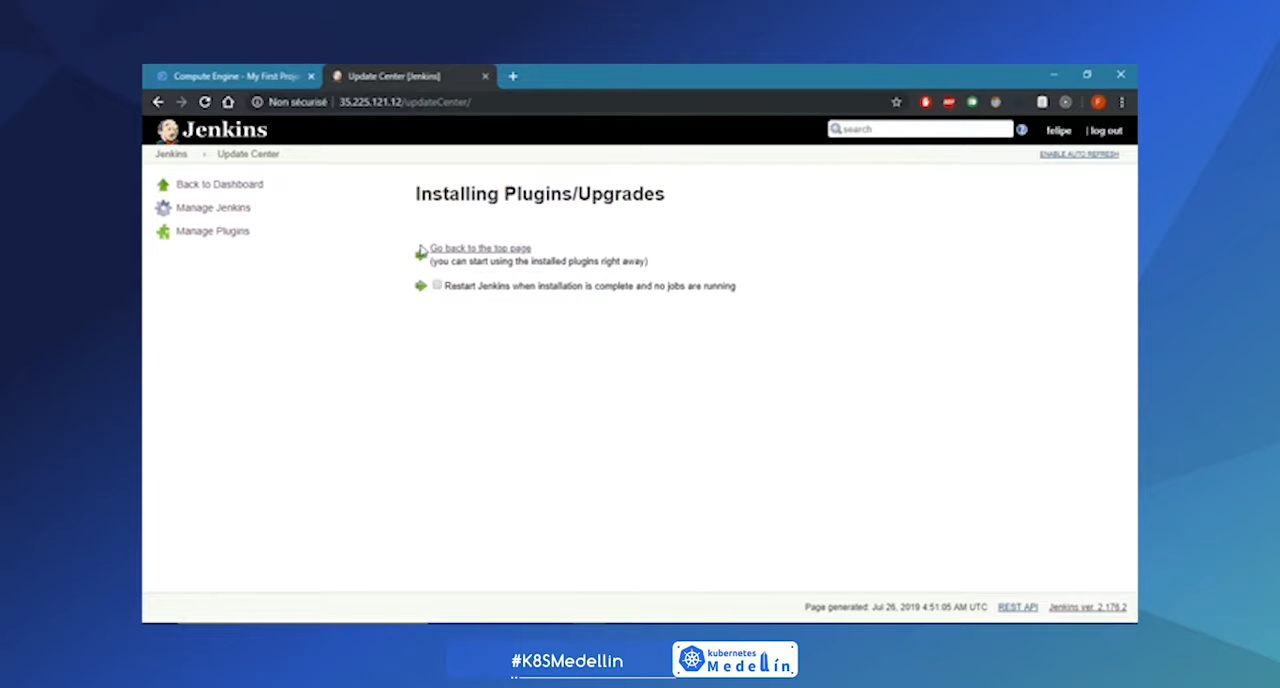 Compute Engine - My First Proje
Update Center [Jenkins]
Non sécurisé
35.225.121.12/updateCenter/
Jenkins
search
felipe
| log out
Jenkins
Update Center
ENABLE AUTO REFRESH
Back to Dashboard
Manage Jenkins
Manage Plugins
Installing Plugins/Upgrades
Go back to the top page
(you can start using the installed plugins right away)
Restart Jenkins when installation is complete and no jobs are running
Page generated: Jul 26, 2019 4:51:05 AM UTC
REST API
Jenkins ver. 2.176.2
#K8SMedellin
kubernetes
Medellín